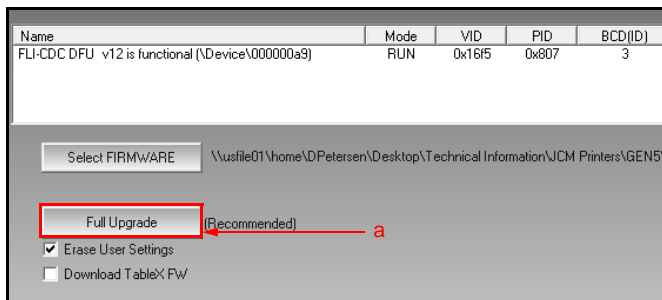 Name Mode VID PID BCD(ID)
FLI-CDC DFU v12 is functional (\Device\000000a9) RUN 0x16f5 0x807 3
Select FIRMWARE \\usfile01\home\DPetersen\Desktop\Technical Information\JCM Printers\GEN5\
Full Upgrade (Recommended) a
Erase User Settings
Download TableX FW